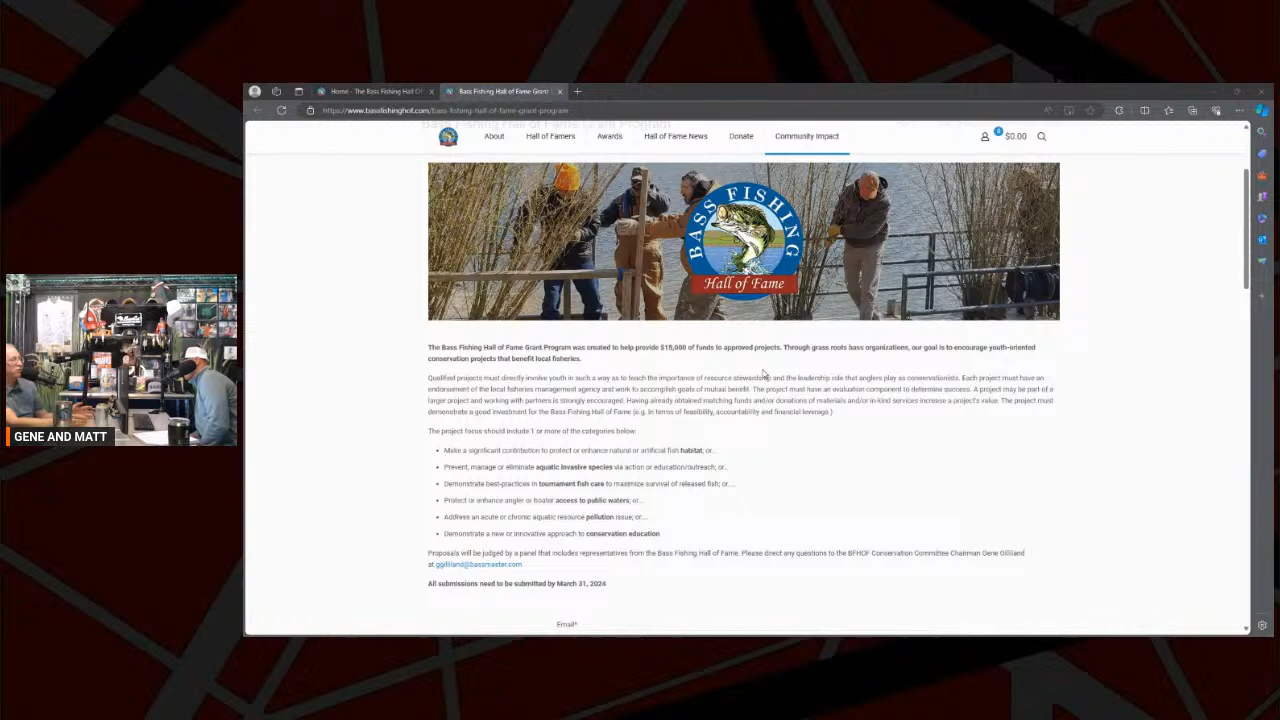 Home - The Bass Fishing Hall Of
Bass Fishing Hall of Fame Grant
https://www.bassfishinghof.com/bass-fishing-hall-of-fame-grant-program
Bass Fishing Hall of Fame Grant Program
About
Hall of Famers
Awards
Hall of Fame News
Donate
Community Impact
0
$0.00
BASS FISHING
Hall of Fame
The Bass Fishing Hall of Fame Grant Program was created to help provide $15,000 of funds to approved projects. Through grass roots bass organizations, our goal is to encourage youth-oriented
conservation projects that benefit local fisheries.
Qualified projects must directly involve youth in such a way as to teach the importance of resource stewardship and the leadership role that anglers play as conservationists. Each project must have an
endorsement of the local fisheries management agency and work to accomplish goals of mutual benefit. The project must have an evaluation component to determine success. A project may be part of a
larger project and working with partners is strongly encouraged. Having already obtained matching funds and/or donations of materials and/or in-kind services increase a project's value. The project must
demonstrate a good investment for the Bass Fishing Hall of Fame (e.g. in terms of feasibility, accountability and financial leverage.)
The project focus should include 1 or more of the categories below:
• Make a significant contribution to protect or enhance natural or artificial fish habitat; or...
• Prevent, manage or eliminate aquatic invasive species via action or education/outreach; or..
• Demonstrate best-practices in tournament fish care to maximize survival of released fish; or....
• Protect or enhance angler or boater access to public waters; or...
• Address an acute or chronic aquatic resource pollution issue; or...
• Demonstrate a new or innovative approach to conservation education
Proposals will be judged by a panel that includes representatives from the Bass Fishing Hall of Fame. Please direct any questions to the BFHOF Conservation Committee Chairman Gene Gilliland
at ggilliland@bassmaster.com
All submissions need to be submitted by March 31, 2024
Email*
GENE AND MATT